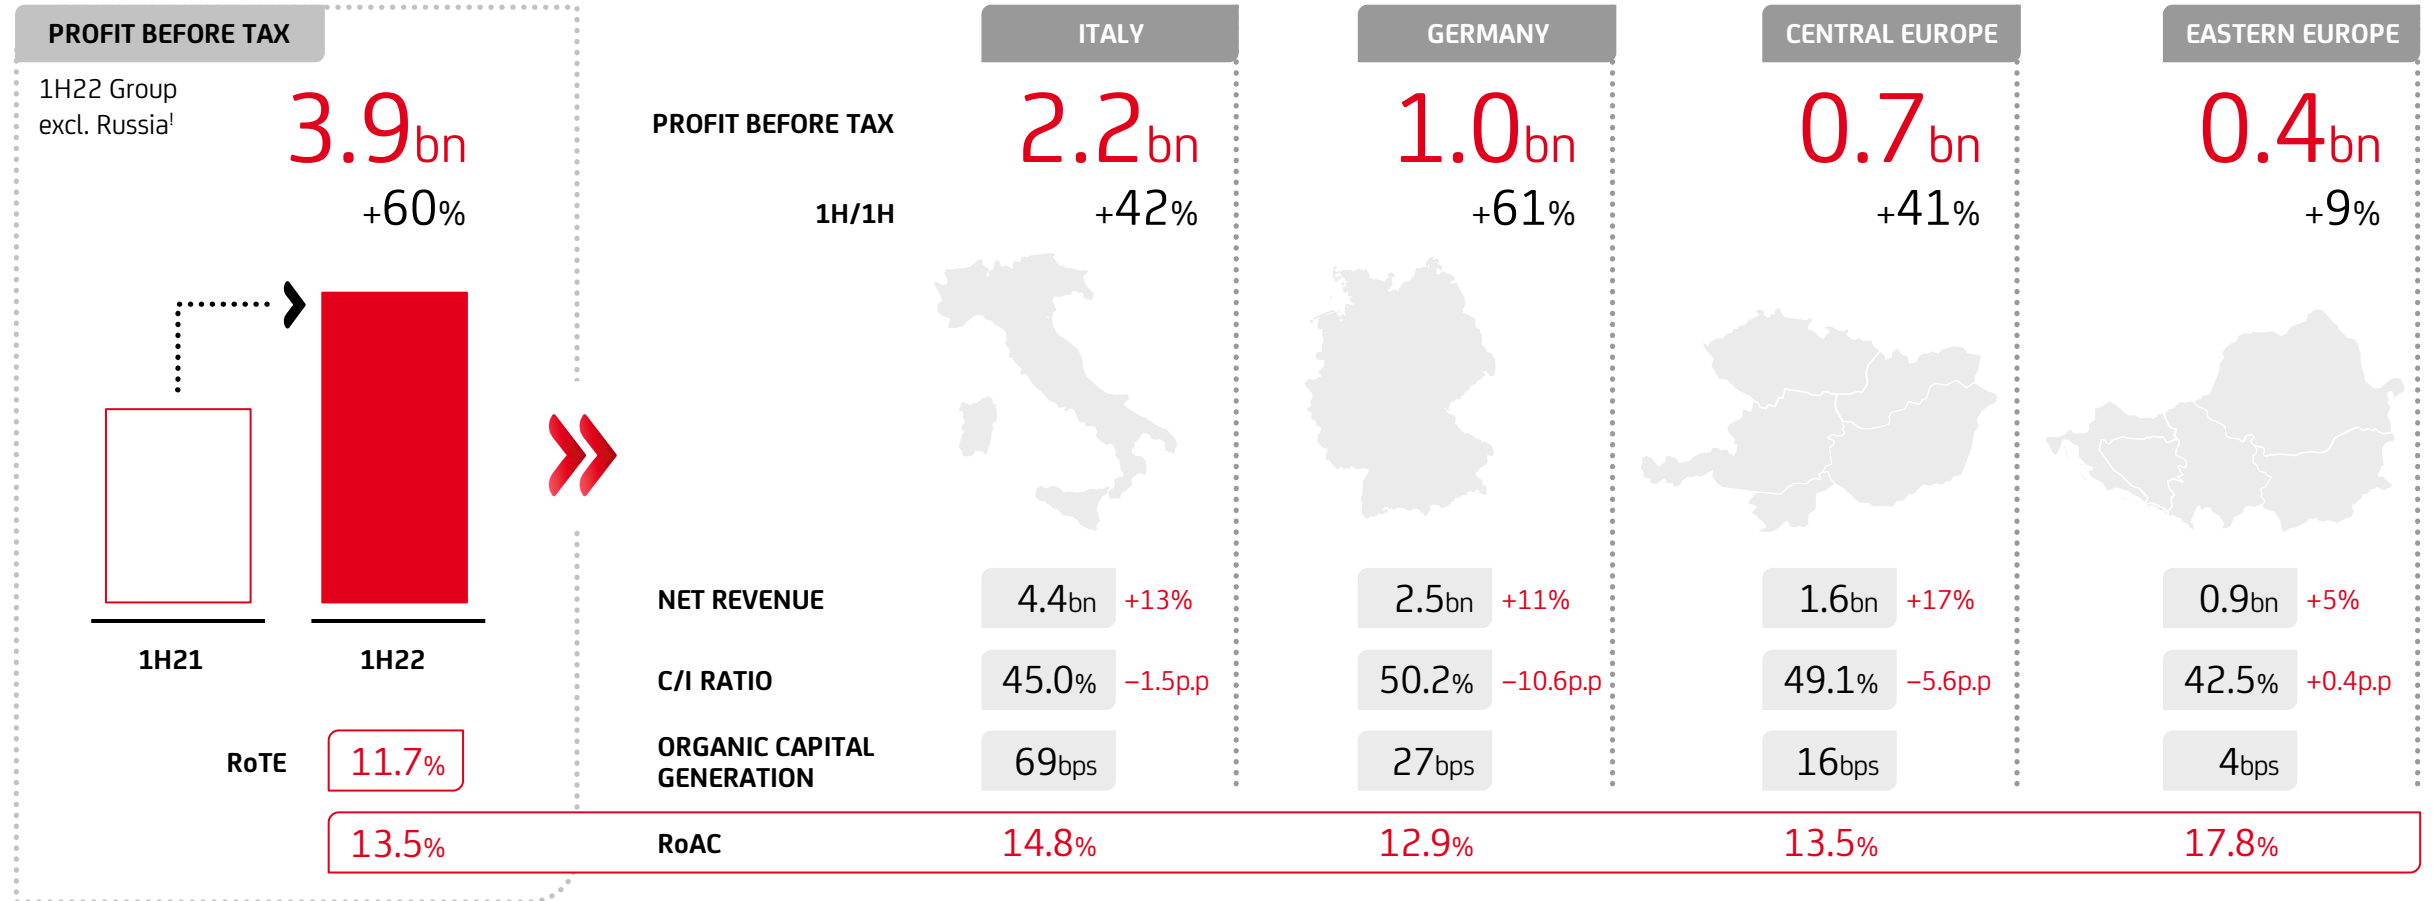 PROFIT BEFORE TAX
1H22 Group
excl. Russia!
3.9bn
+60%
1H21
1H22
RoTE 11.7%
ITALY GERMANY CENTRAL EUROPE EASTERN EUROPE
PROFIT BEFORE TAX 2.2bn 1.0bn 0.7bn 0.4bn
1H/1H +42% +61% +41% +9%
NET REVENUE 4.4bn +13% 2.5bn +11% 1.6bn +17% 0.9bn +5%
C/I RATIO 45.0% –1.5p.p 50.2% –10.6p.p 49.1% –5.6p.p 42.5% +0.4p.p
ORGANIC CAPITAL
GENERATION 69bps 27bps 16bps 4bps
13.5% RoAC 14.8% 12.9% 13.5% 17.8%